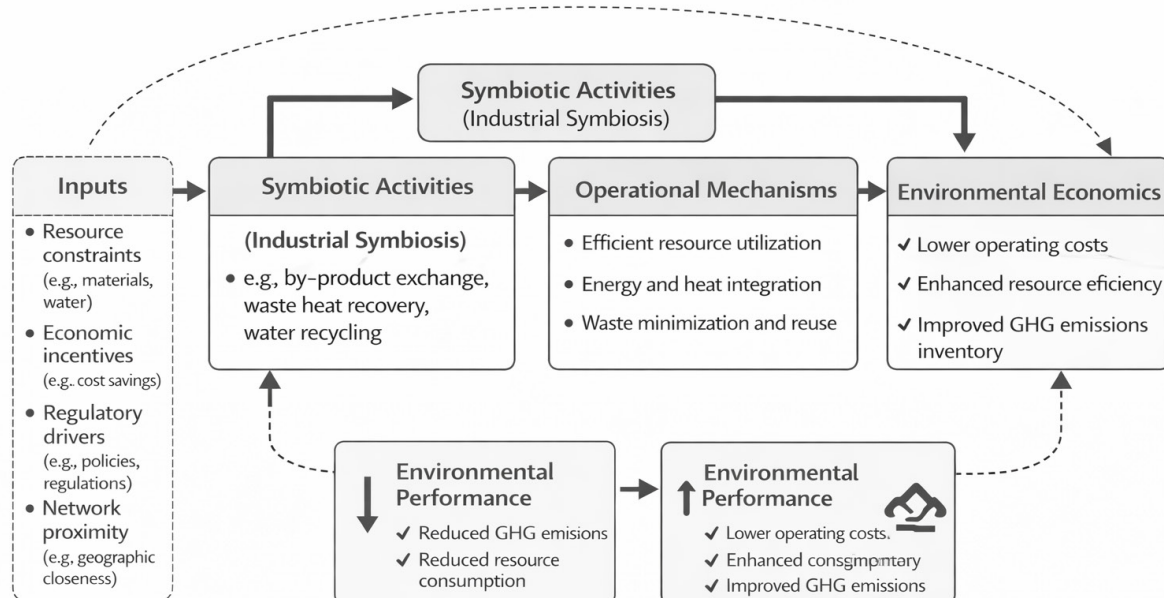 Symbiotic Activities
(Industrial Symbiosis)
Inputs
• Resource
constraints
(e.g., materials,
water)
• Economic
incentives
(e.g.. cost savings)
• Regulatory
drivers
(e.g., policies,
regulations)
• Network
proximity
(e.g, geographic
closeness)
Symbiotic Activities
(Industrial Symbiosis)
• e.g., by-product exchange,
waste heat recovery,
water recycling
Operational Mechanisms
• Efficient resource utilization
• Energy and heat integration
• Waste minimization and reuse
Environmental Economics
✓ Lower operating costs
✓ Enhanced resource eficiency
✓ Improved GHG emissions
inventory
Environmental
Performance
✓ Reduced GHG emisions
✓ Reduced resource
consumption
Environmental
Performance
✓ Lower operating costs.
✓ Enhanced
✓ Improved GHG emissions